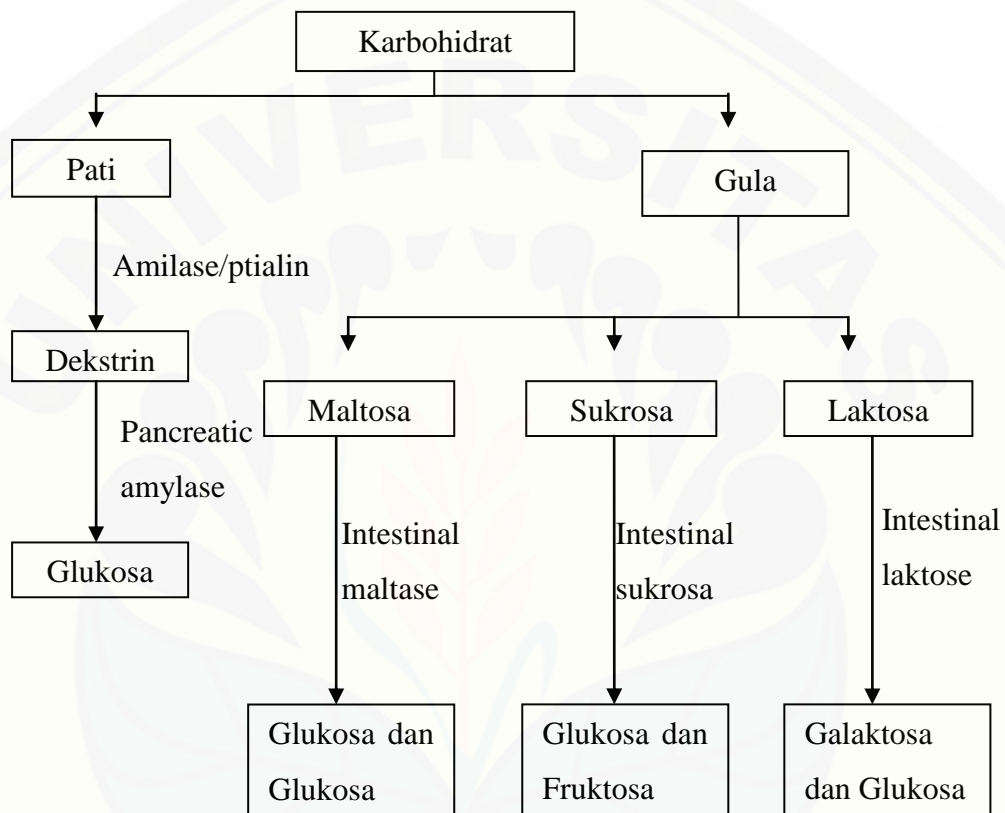 UNIVERSITAS
Karbohidrat
Pati
Gula
Amilase/ptialin
Dekstrin
Maltosa
Sukrosa
Laktosa
Pancreatic
amylase
Intestinal
maltase
Intestinal
sukrosa
Intestinal
laktose
Glukosa
Glukosa dan
Glukosa
Glukosa dan
Fruktosa
Galaktosa
dan Glukosa